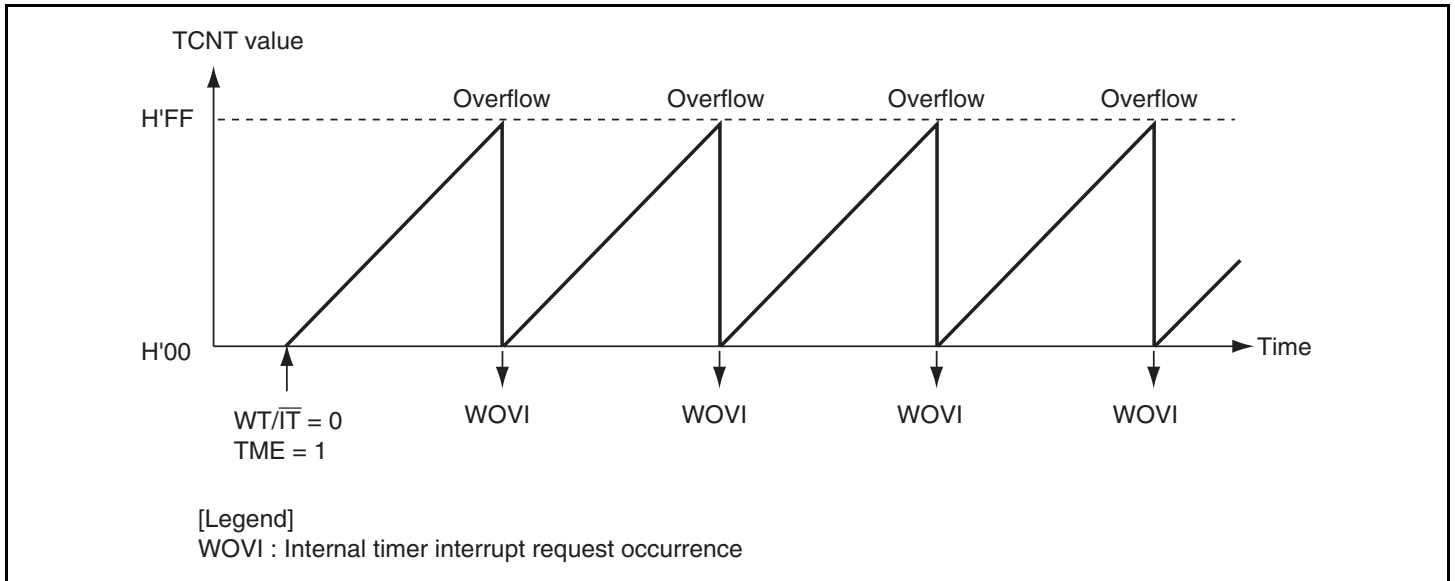 TCNT value
Overflow Overflow Overflow Overflow
H'FF
H'00
Time
WT/I̅T̅ = 0
TME = 1
WOVI WOVI WOVI WOVI
[Legend]
WOVI : Internal timer interrupt request occurrence